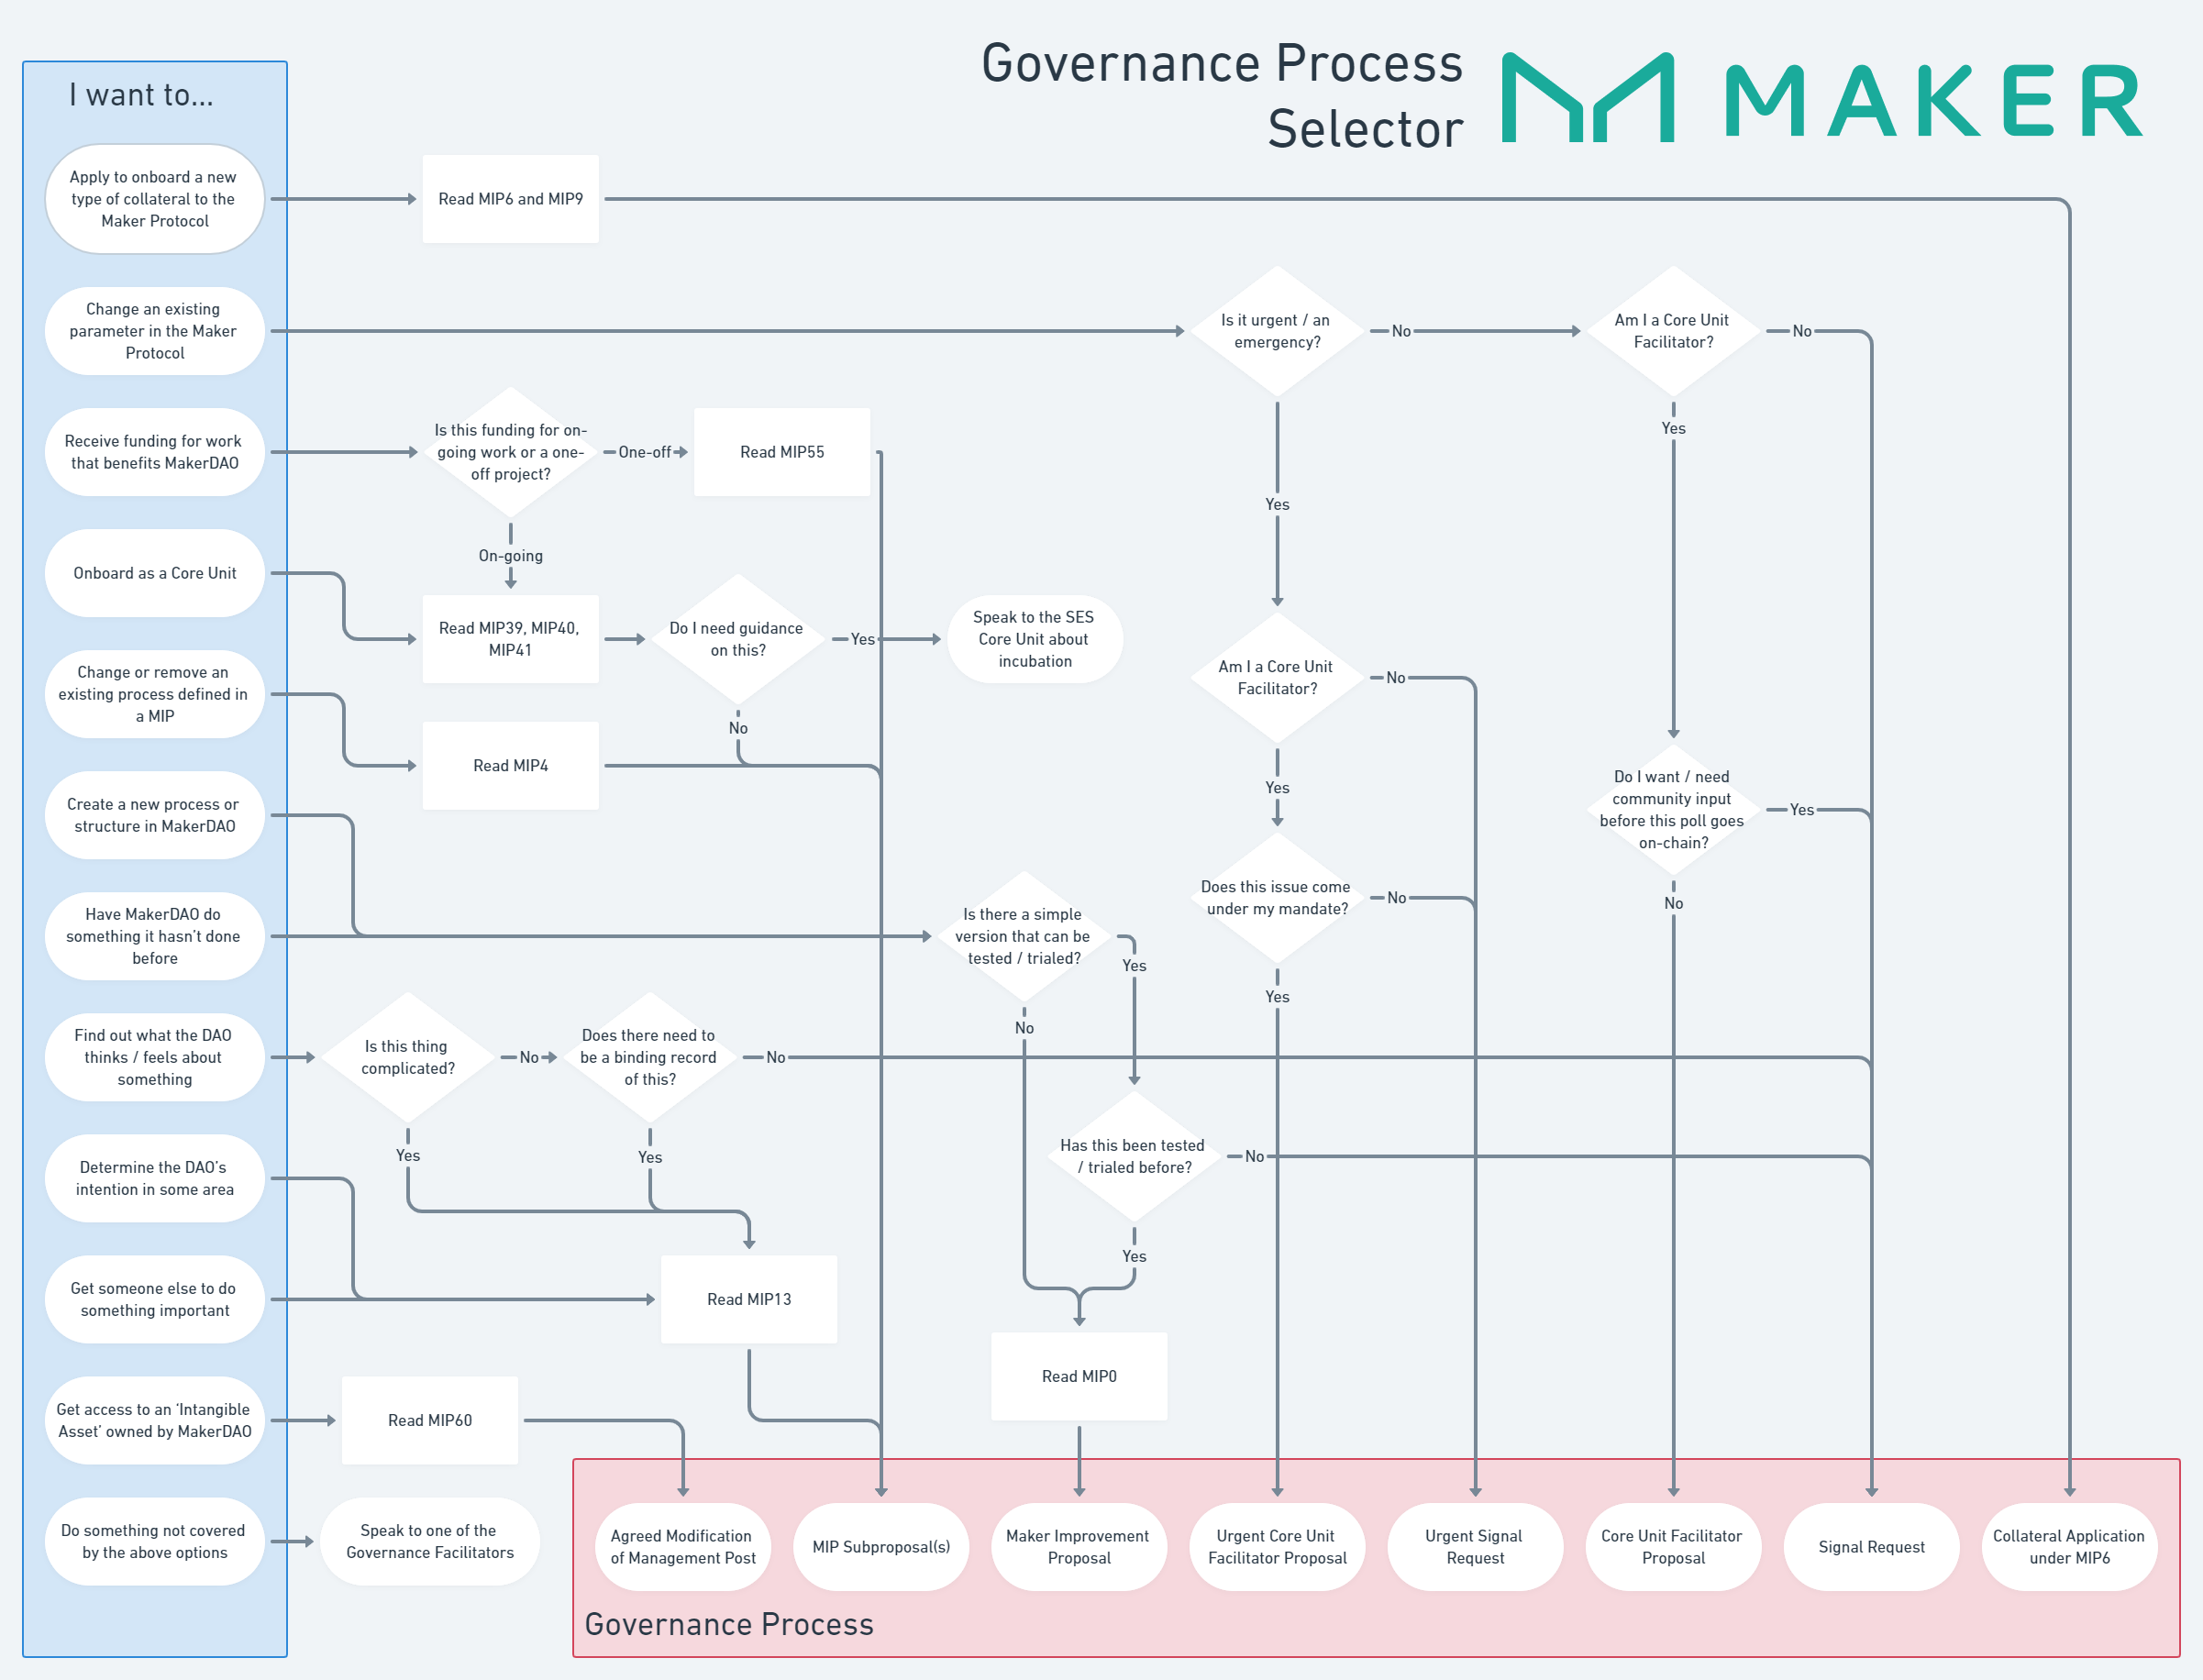 Governance Process
Selector
MAKER
I want to...
Apply to onboard a new
type of collateral to the
Maker Protocol
Read MIP6 and MIP9
Change an existing
parameter in the Maker
Protocol
Is it urgent / an
emergency?
No
Am I a Core Unit
Facilitator?
No
Yes
Yes
Receive funding for work
that benefits MakerDAO
Is this funding for on-
going work or a one-
off project?
One-off
Read MIP55
On-going
Onboard as a Core Unit
Read MIP39, MIP40,
MIP41
Do I need guidance
on this?
Yes
Speak to the SES
Core Unit about
incubation
No
Am I a Core Unit
Facilitator?
No
Yes
Change or remove an
existing process defined in
a MIP
Read MIP4
Do I want / need
community input
before this poll goes
on-chain?
Yes
No
Create a new process or
structure in MakerDAO
Does this issue come
under my mandate?
No
Yes
Have MakerDAO do
something it hasn't done
before
Is there a simple
version that can be
tested / trialed?
Yes
No
Find out what the DAO
thinks / feels about
something
Is this thing
complicated?
No
Does there need to
be a binding record
of this?
No
Yes
Yes
Has this been tested
/ trialed before?
No
Yes
Determine the DAO's
intention in some area
Get someone else to do
something important
Read MIP13
Read MIP0
Get access to an ‘Intangible
Asset’ owned by MakerDAO
Read MIP60
Do something not covered
by the above options
Speak to one of the
Governance Facilitators
Agreed Modification
of Management Post
MIP Subproposal(s)
Maker Improvement
Proposal
Urgent Core Unit
Facilitator Proposal
Urgent Signal
Request
Core Unit Facilitator
Proposal
Signal Request
Collateral Application
under MIP6
Governance Process